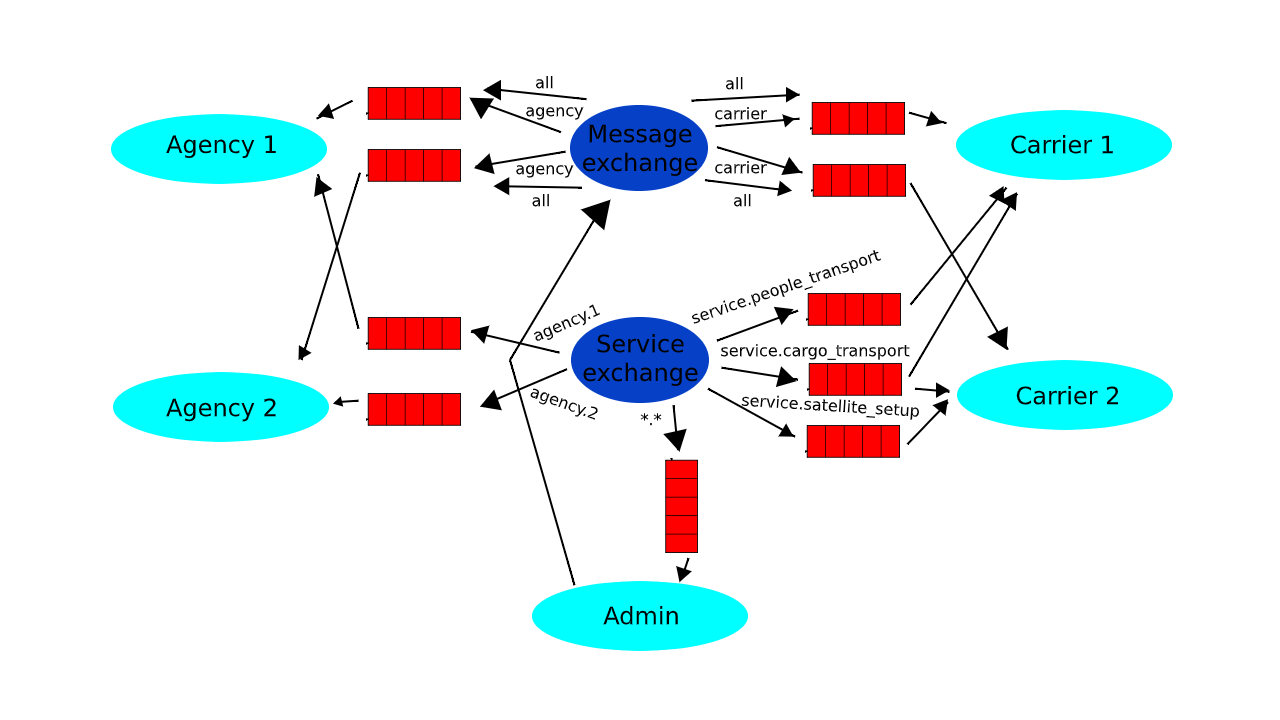 all
all
agency
carrier
Message
exchange
Agency 1
Carrier 1
agency
carrier
all
all
service.people_transport
agency.1
Service
exchange
service.cargo_transport
agency.2
*.*
service.satellite_setup
Agency 2
Carrier 2
Admin